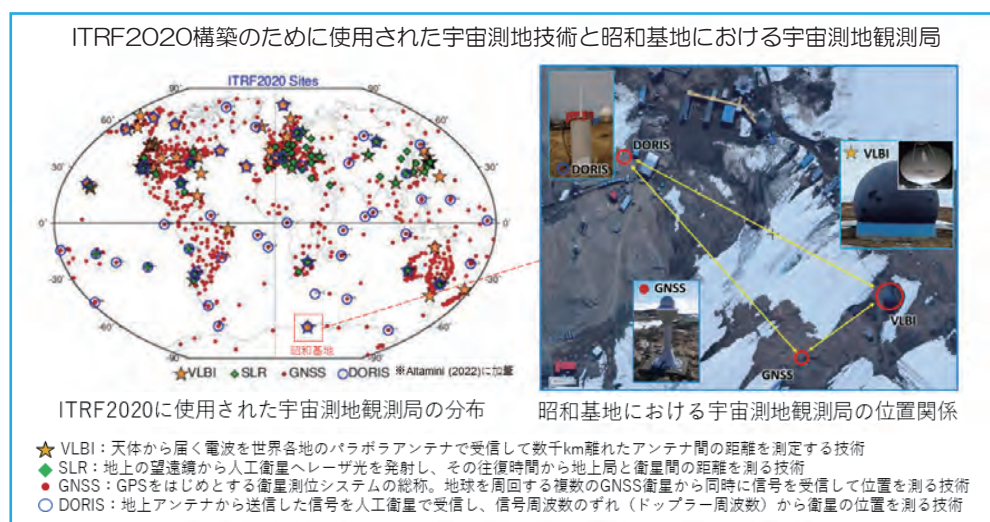 ITRF2020構築のために使用された宇宙測地技術と昭和基地における宇宙測地観測局
ITRF2020 Sites
90˚
60˚
30˚
0˚
-30˚
-60˚
-90˚
90˚
60˚
30˚
0˚
-30˚
-60˚
-90˚
昭和基地
VLBI SLR GNSS DORIS ※Altamini (2022)に加筆
DORIS
DORIS
VLBI
GNSS
VLBI
GNSS
ITRF2020に使用された宇宙測地観測局の分布
昭和基地における宇宙測地観測局の位置関係
VLBI：天体から届く電波を世界各地のパラボラアンテナで受信して数千km離れたアンテナ間の距離を測定する技術
SLR：地上の望遠鏡から人工衛星へレーザ光を発射し、その往復時間から地上局と衛星間の距離を測る技術
GNSS：GPSをはじめとする衛星測位システムの総称。地球を周回する複数のGNSS衛星から同時に信号を受信して位置を測る技術
DORIS：地上アンテナから送信した信号を人工衛星で受信し、信号周波数のずれ（ドップラー周波数）から衛星の位置を測る技術